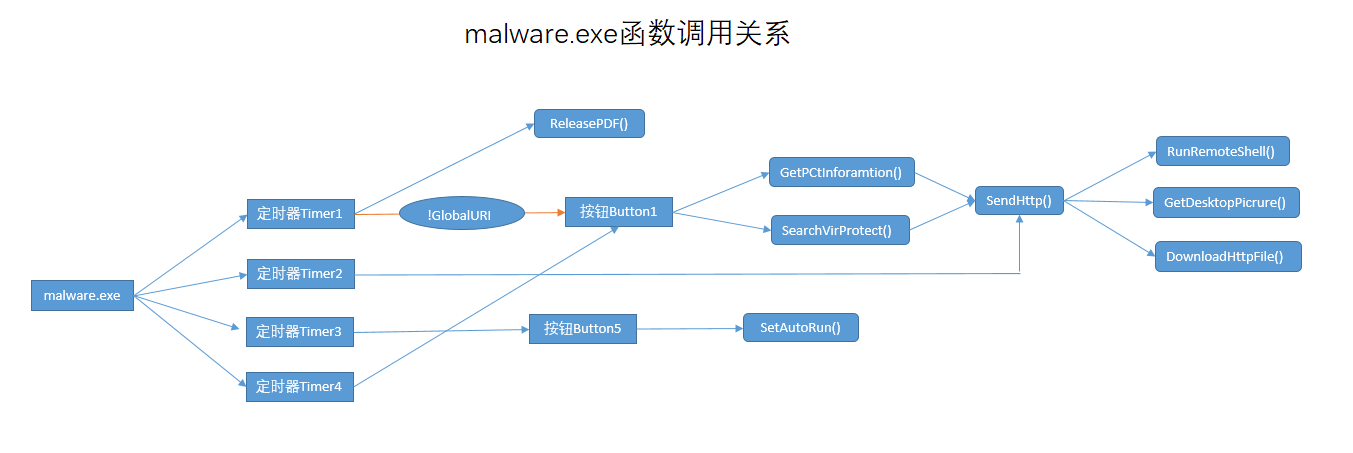 malware.exe函数调用关系
ReleasePDF()
RunRemoteShell()
GetPCtInforamtion()
定时器Timer1
!GlobalURI
按钮Button1
SendHttp()
GetDesktopPicrure()
SearchVirProtect()
DownloadHttpFile()
定时器Timer2
malware.exe
定时器Timer3
按钮Button5
SetAutoRun()
定时器Timer4